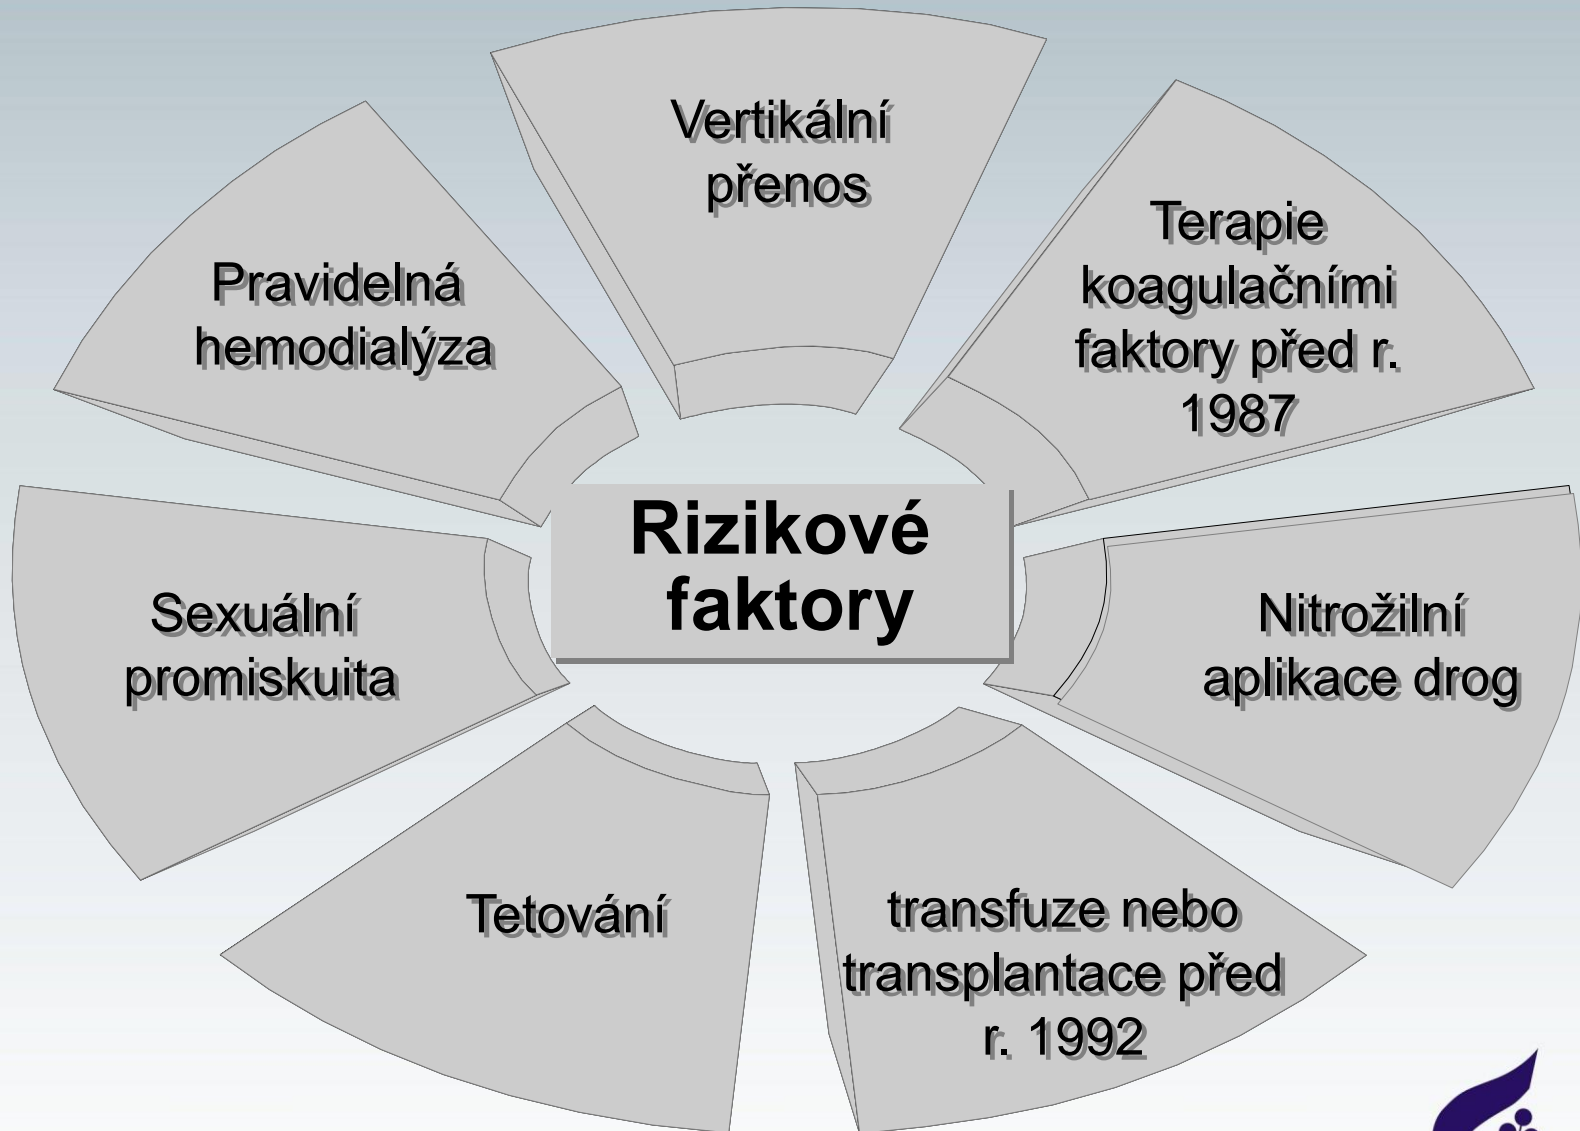 Vertikální
přenos
Terapie
koagulačními
faktory před r.
1987
Pravidelná
hemodialýza
Rizikové
faktory
Sexuální
promiskuita
Nitrožilní
aplikace drog
Tetování
transfuze nebo
transplantace před
r. 1992